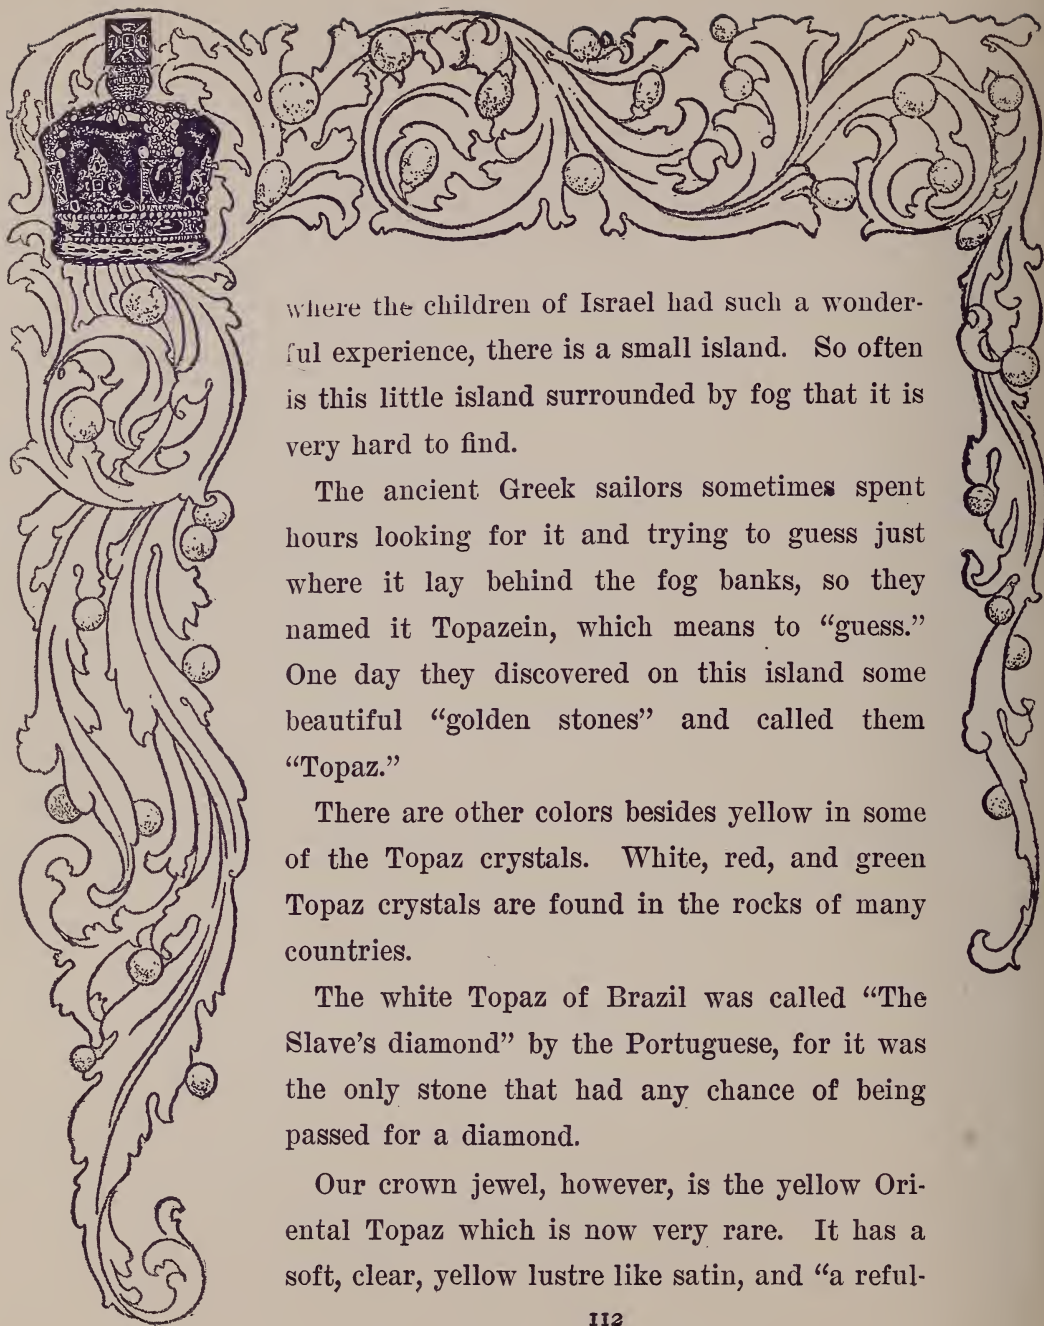 where the children of Israel had such a wonder-
ful experience, there is a small island. So often
is this little island surrounded by fog that it is
very hard to find.
The ancient Greek sailors sometimes spent
hours looking for it and trying to guess just
where it lay behind the fog banks, so they
named it Topazein, which means to “guess.”
One day they discovered on this island some
beautiful “golden stones” and called them
“Topaz.”
There are other colors besides yellow in some
of the Topaz crystals. White, red, and green
Topaz crystals are found in the rocks of many
countries.
The white Topaz of Brazil was called “The
Slave’s diamond” by the Portuguese, for it was
the only stone that had any chance of being
passed for a diamond.
Our crown jewel, however, is the yellow Ori-
ental Topaz which is now very rare. It has a
soft, clear, yellow lustre like satin, and “a reful-
112